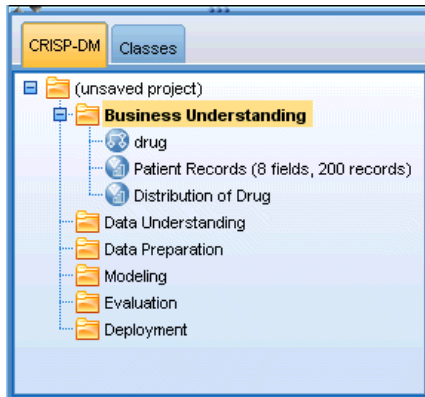 CRISP-DM Classes
(unsaved project)
Business Understanding
drug
Patient Records (8 fields, 200 records)
Distribution of Drug
Data Understanding
Data Preparation
Modeling
Evaluation
Deployment